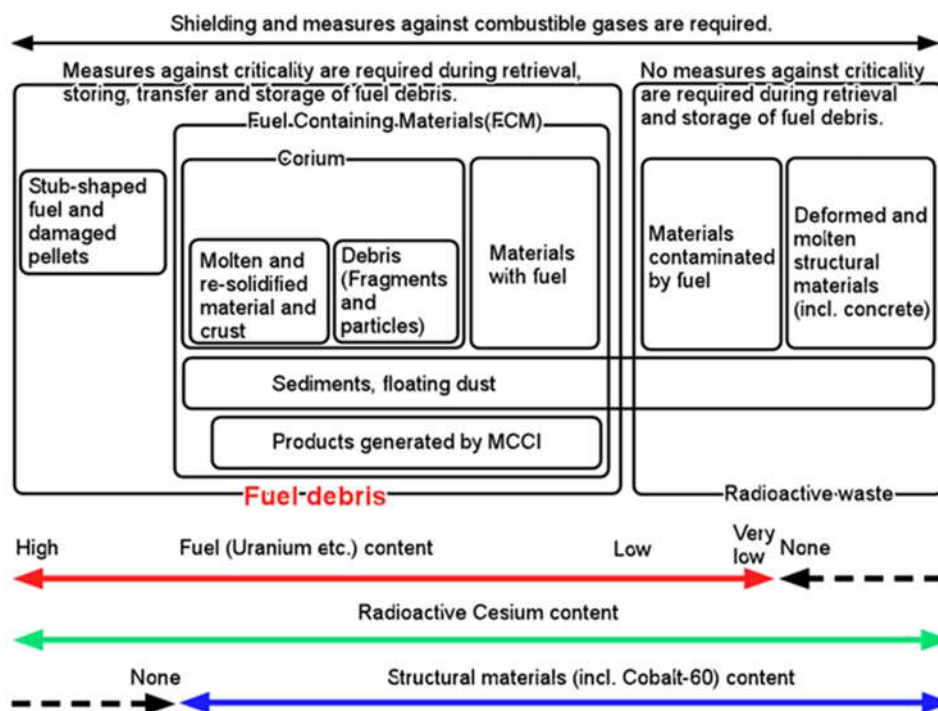 Shielding and measures against combustible gases are required.
Measures against criticality are required during retrieval,
storing, transfer and storage of fuel debris.
No measures against criticality
are required during retrieval
and storage of fuel debris.
Fuel Containing Materials(FCM)
Corium
Stub-shaped
fuel and
damaged
pellets
Molten and
re-solidified
material and
crust
Debris
(Fragments
and
particles)
Materials
with fuel
Materials
contaminated
by fuel
Deformed and
molten
structural
materials
(incl. concrete)
Sediments, floating dust
Products generated by MCCI
Fuel debris
Radioactive waste
High
Fuel (Uranium etc.) content
Low
Very
low
None
Radioactive Cesium content
None
Structural materials (incl. Cobalt-60) content